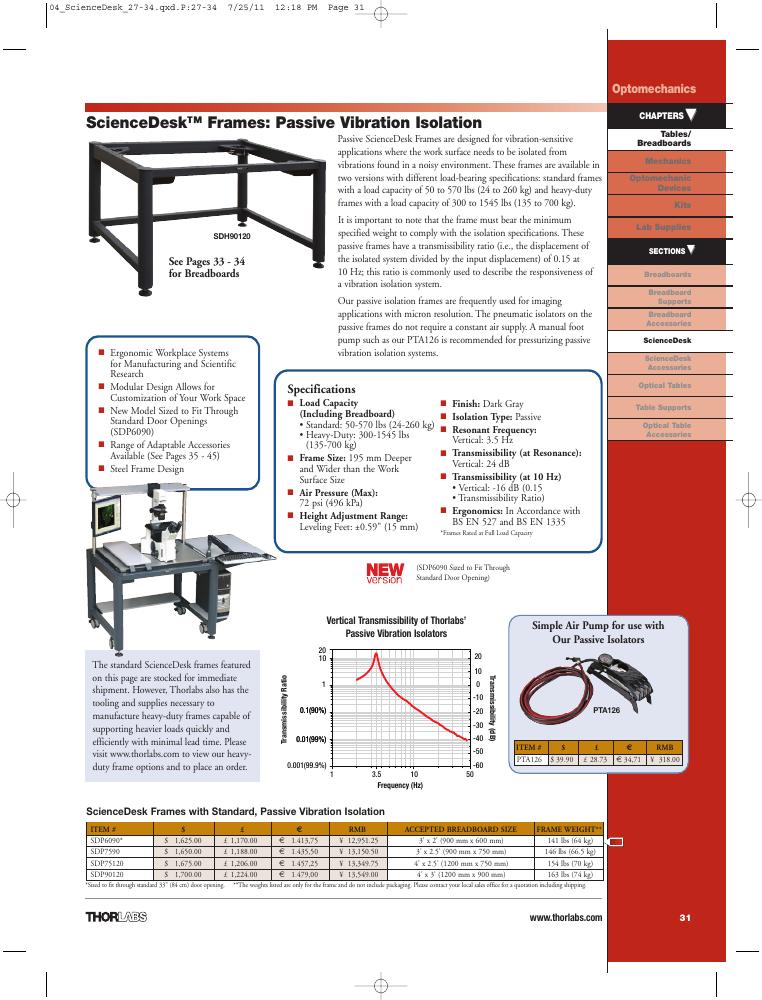 04_ScienceDesk_27-34.qxd.P:27-34 7/25/11 12:18 PM Page 31
Optomechanics
CHAPTERS
Tables/
Breadboards
Mechanics
Optomechanic
Devices
Kits
Lab Supplies
SECTIONS
Breadboards
Breadboard
Supports
Breadboard
Accessories
ScienceDesk
ScienceDesk
Accessories
Optical Tables
Table Supports
Optical Table
Accessories
ScienceDesk™ Frames: Passive Vibration Isolation
SDH90120
See Pages 33 - 34
for Breadboards
Passive ScienceDesk Frames are designed for vibration-sensitive
applications where the work surface needs to be isolated from
vibrations found in a noisy environment. These frames are available in
two versions with different load-bearing specifications: standard frames
with a load capacity of 50 to 570 lbs (24 to 260 kg) and heavy-duty
frames with a load capacity of 300 to 1545 lbs (135 to 700 kg).
It is important to note that the frame must bear the minimum
specified weight to comply with the isolation specifications. These
passive frames have a transmissibility ratio (i.e., the displacement of
the isolated system divided by the input displacement) of 0.15 at
10 Hz; this ratio is commonly used to describe the responsiveness of
a vibration isolation system.
Our passive isolation frames are frequently used for imaging
applications with micron resolution. The pneumatic isolators on the
passive frames do not require a constant air supply. A manual foot
pump such as our PTA126 is recommended for pressurizing passive
vibration isolation systems.
Ergonomic Workplace Systems
for Manufacturing and Scientific
Research
Modular Design Allows for
Customization of Your Work Space
New Model Sized to Fit Through
Standard Door Openings
(SDP6090)
Range of Adaptable Accessories
Available (See Pages 35 - 45)
Steel Frame Design
Specifications
Load Capacity
(Including Breadboard)
• Standard: 50-570 lbs (24-260 kg)
• Heavy-Duty: 300-1545 lbs
(135-700 kg)
Frame Size: 195 mm Deeper
and Wider than the Work
Surface Size
Air Pressure (Max):
72 psi (496 kPa)
Height Adjustment Range:
Leveling Feet: ±0.59" (15 mm)
Finish: Dark Gray
Isolation Type: Passive
Resonant Frequency:
Vertical: 3.5 Hz
Transmissibility (at Resonance):
Vertical: 24 dB
Transmissibility (at 10 Hz)
• Vertical: -16 dB (0.15
• Transmissibility Ratio)
Ergonomics: In Accordance with
BS EN 527 and BS EN 1335
*Frames Rated at Full Load Capacity
NEW
version
(SDP6090 Sized to Fit Through
Standard Door Opening)
The standard ScienceDesk frames featured
on this page are stocked for immediate
shipment. However, Thorlabs also has the
tooling and supplies necessary to
manufacture heavy-duty frames capable of
supporting heavier loads quickly and
efficiently with minimal lead time. Please
visit www.thorlabs.com to view our heavy-
duty frame options and to place an order.
Vertical Transmissibility of Thorlabs'
Passive Vibration Isolators
Transmissibility Ratio
20
10
1
0.1(90%)
0.01(99%)
0.001(99.9%)
20
10
0
-10
-20
-30
-40
-50
-60
Transmissibility (dB)
1 3.5 10 50
Frequency (Hz)
Simple Air Pump for use with
Our Passive Isolators
PTA126
ITEM # $ £ € RMB
PTA126 $ 39.90 £ 28.73 € 34,71 ¥ 318.00
ScienceDesk Frames with Standard, Passive Vibration Isolation
ITEM # $ £ € RMB ACCEPTED BREADBOARD SIZE FRAME WEIGHT**
SDP6090* $ 1,625.00 £ 1,170.00 € 1.413,75 ¥ 12,951.25 3' x 2' (900 mm x 600 mm) 141 lbs (64 kg)
SDP7590 $ 1,650.00 £ 1,188.00 € 1.435,50 ¥ 13,150.50 3' x 2.5' (900 mm x 750 mm) 146 lbs (66.5 kg)
SDP75120 $ 1,675.00 £ 1,206.00 € 1.457,25 ¥ 13,349.75 4' x 2.5' (1200 mm x 750 mm) 154 lbs (70 kg)
SDP90120 $ 1,700.00 £ 1,224.00 € 1.479,00 ¥ 13,549.00 4' x 3' (1200 mm x 900 mm) 163 lbs (74 kg)
*Sized to fit through standard 33" (84 cm) door opening. **The weights listed are only for the frame and do not include packaging. Please contact your local sales office for a quotation including shipping.
THORLABS
www.thorlabs.com
31